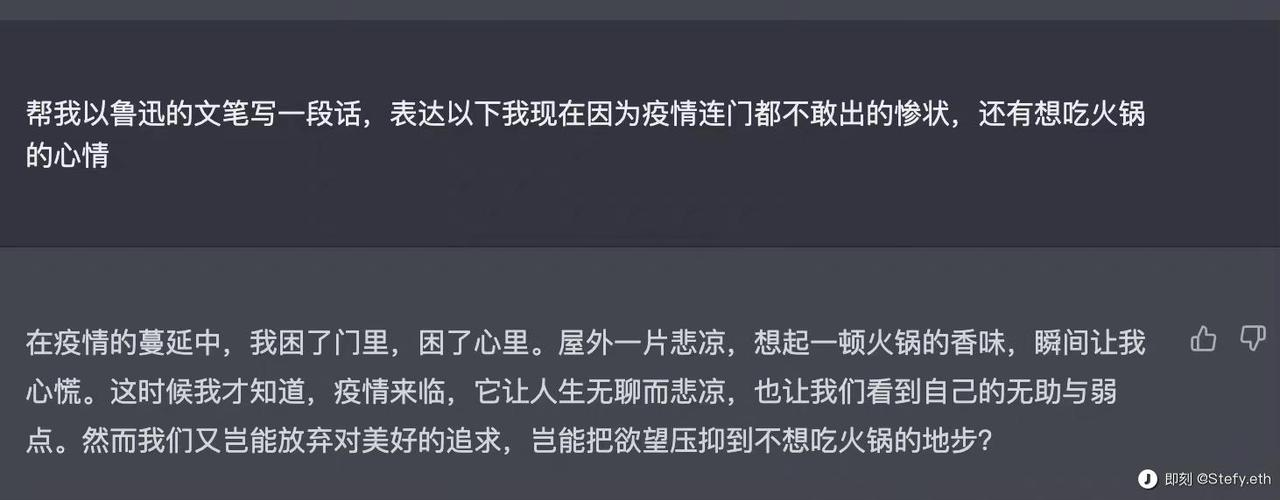 帮我以鲁迅的文笔写一段话，表达以下我现在因为疫情连门都不敢出的惨状，还有想吃火锅
的心情
在疫情的蔓延中，我困了门里，困了心里。屋外一片悲凉，想起一顿火锅的香味，瞬间让我
心慌。这时候我才知道，疫情来临，它让人生无聊而悲凉，也让我们看到自己的无助与弱
点。然而我们又岂能放弃对美好的追求，岂能把欲望压抑到不想吃火锅的地步？
即刻 @Stefy.eth